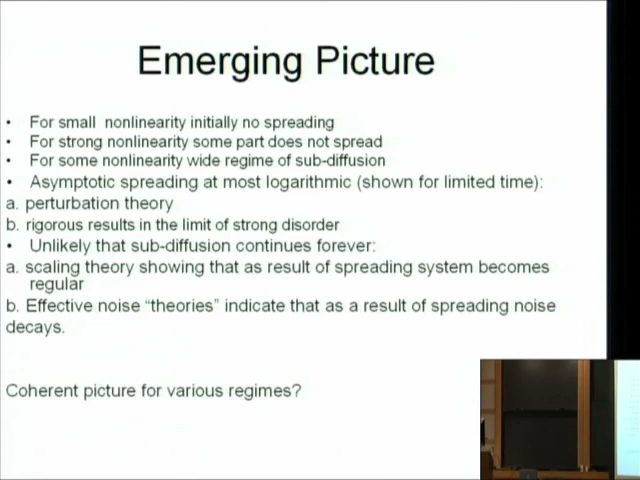 Emerging Picture
• For small nonlinearity initially no spreading
• For strong nonlinearity some part does not spread
• For some nonlinearity wide regime of sub-diffusion
• Asymptotic spreading at most logarithmic (shown for limited time):
a. perturbation theory
b. rigorous results in the limit of strong disorder
• Unlikely that sub-diffusion continues forever:
a. scaling theory showing that as result of spreading system becomes
regular
b. Effective noise “theories” indicate that as a result of spreading noise
decays.
Coherent picture for various regimes?